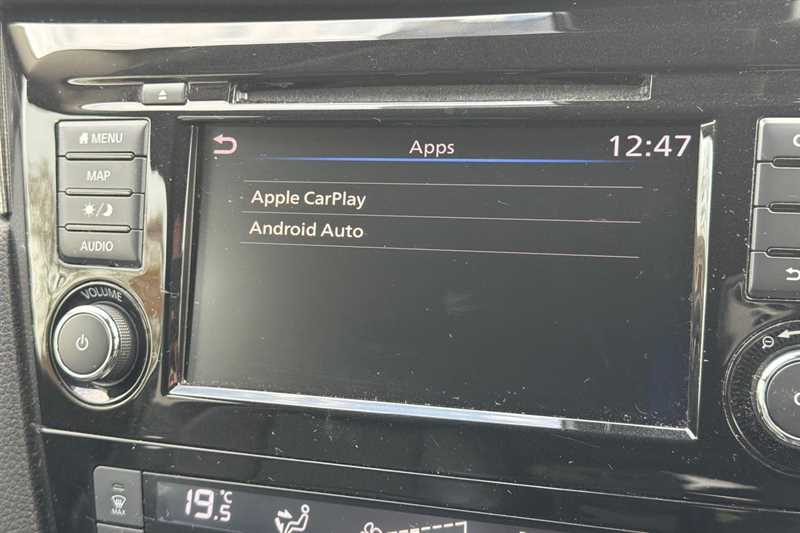 MENU
MAP
AUDIO
VOLUME
Apps
12:47
Apple CarPlay
Android Auto
MAX
19.5 °C